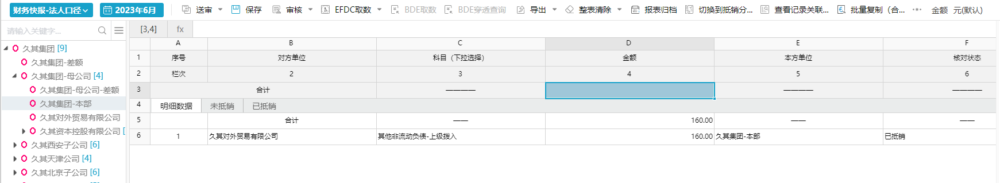 财务快报-法人口径 2023年6月 送审 保存 审核 EFDC取数 BDE取数 BDE穿透查询 导出 整表清除 报表归档 切换到抵销分... 查看记录关联... 批量复制（合... 金额 元(默认)
请输入关键字... [3,4] fx
A B C D E F
久其集团 [9]
久其集团-差额
久其集团-母公司 [4]
久其集团-母公司-差额
久其集团-本部
久其对外贸易有限公司
久其资本控股有限公司 [
久其西安子公司 [6]
久其天津公司 [4]
久其北京子公司 [6]
1 序号 对方单位 科目（下拉选择） 金额 本方单位 核对状态
2 栏次 2 3 4 5 6
3 合计 ———— ———— ————
4 明细数据 未抵销 已抵销
5 合计 —— 160.00 —— ——
6 1 久其对外贸易有限公司 其他非流动负债-上级拨入 160.00 久其集团-本部 已抵销